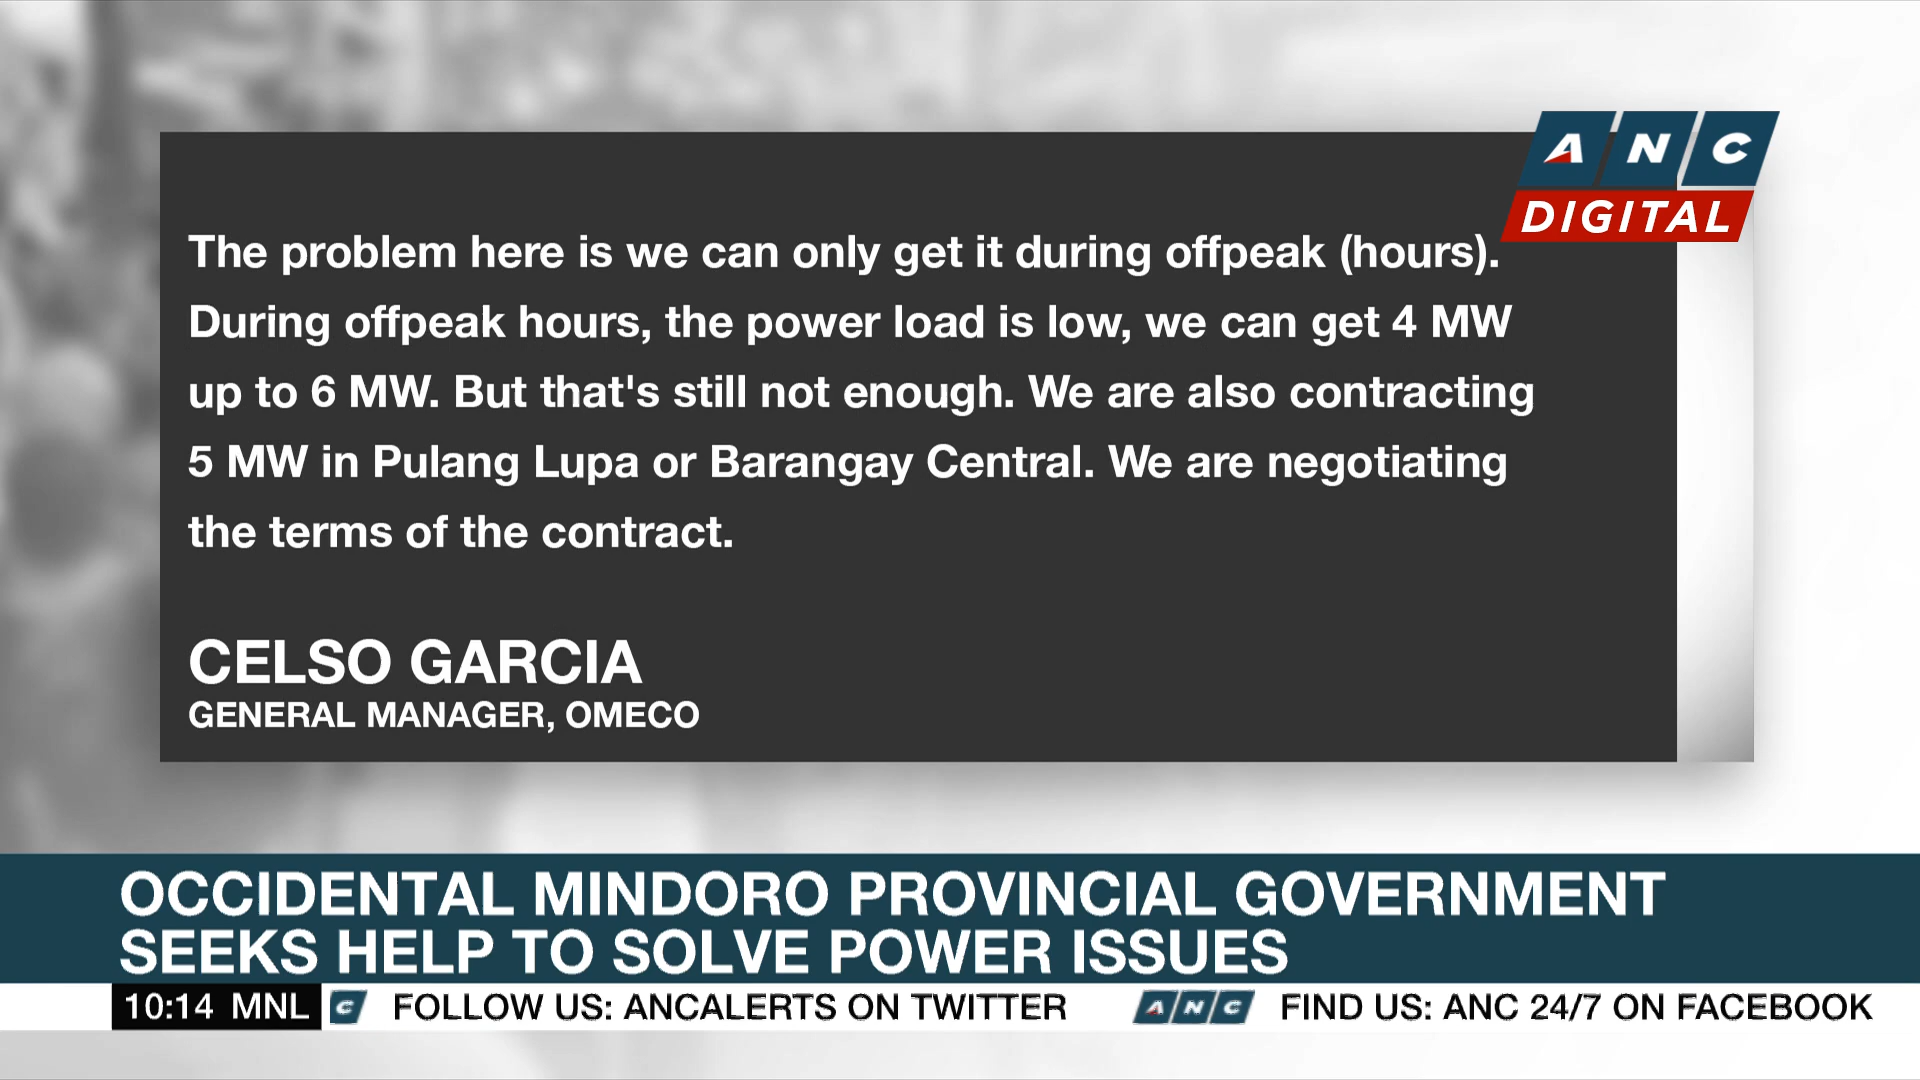 ANC
DIGITAL
The problem here is we can only get it during offpeak (hours).
During offpeak hours, the power load is low, we can get 4 MW
up to 6 MW. But that's still not enough. We are also contracting
5 MW in Pulang Lupa or Barangay Central. We are negotiating
the terms of the contract.
CELSO GARCIA
GENERAL MANAGER, OMECO
OCCIDENTAL MINDORO PROVINCIAL GOVERNMENT
SEEKS HELP TO SOLVE POWER ISSUES
10:14 MNL C FOLLOW US: ANCALERTS ON TWITTER ANC FIND US: ANC 24/7 ON FACEBOOK